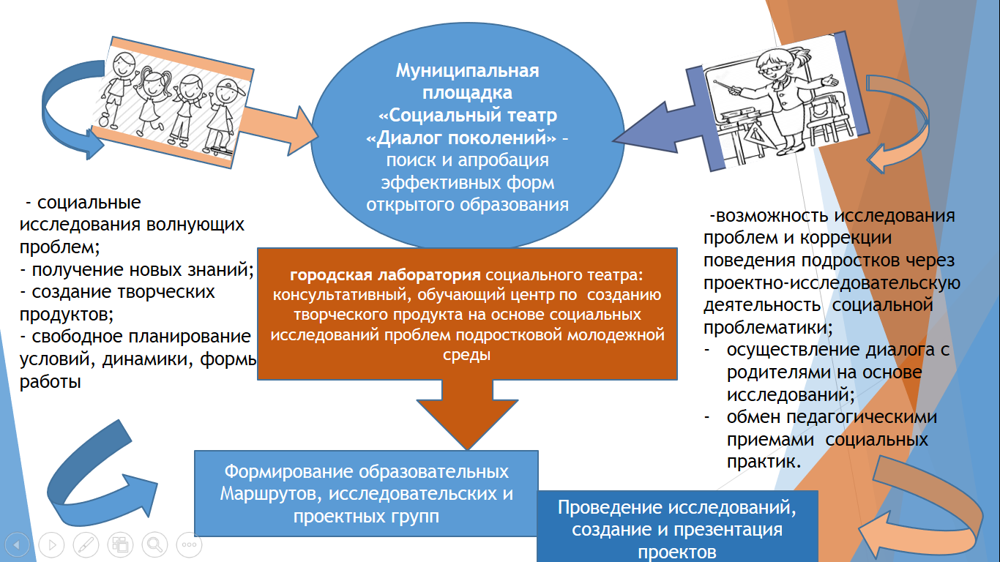 Муниципальная
площадка
«Социальный театр
«Диалог поколений» –
поиск и апробация
эффективных форм
открытого образования
- социальные
исследования волнующих
проблем;
- получение новых знаний;
- создание творческих
продуктов;
- свободное планирование
условий, динамики, формы
работы
городская лаборатория социального театра:
консультативный, обучающий центр по созданию
творческого продукта на основе социальных
исследований проблем подростковой молодежной
среды
-возможность исследования
проблем и коррекции
поведения подростков через
проектно-исследовательскую
деятельность социальной
проблематики;
- осуществление диалога с
родителями на основе
исследований;
- обмен педагогическими
приемами социальных
практик.
Формирование образовательных
Маршрутов, исследовательских и
проектных групп
Проведение исследований,
создание и презентация
проектов